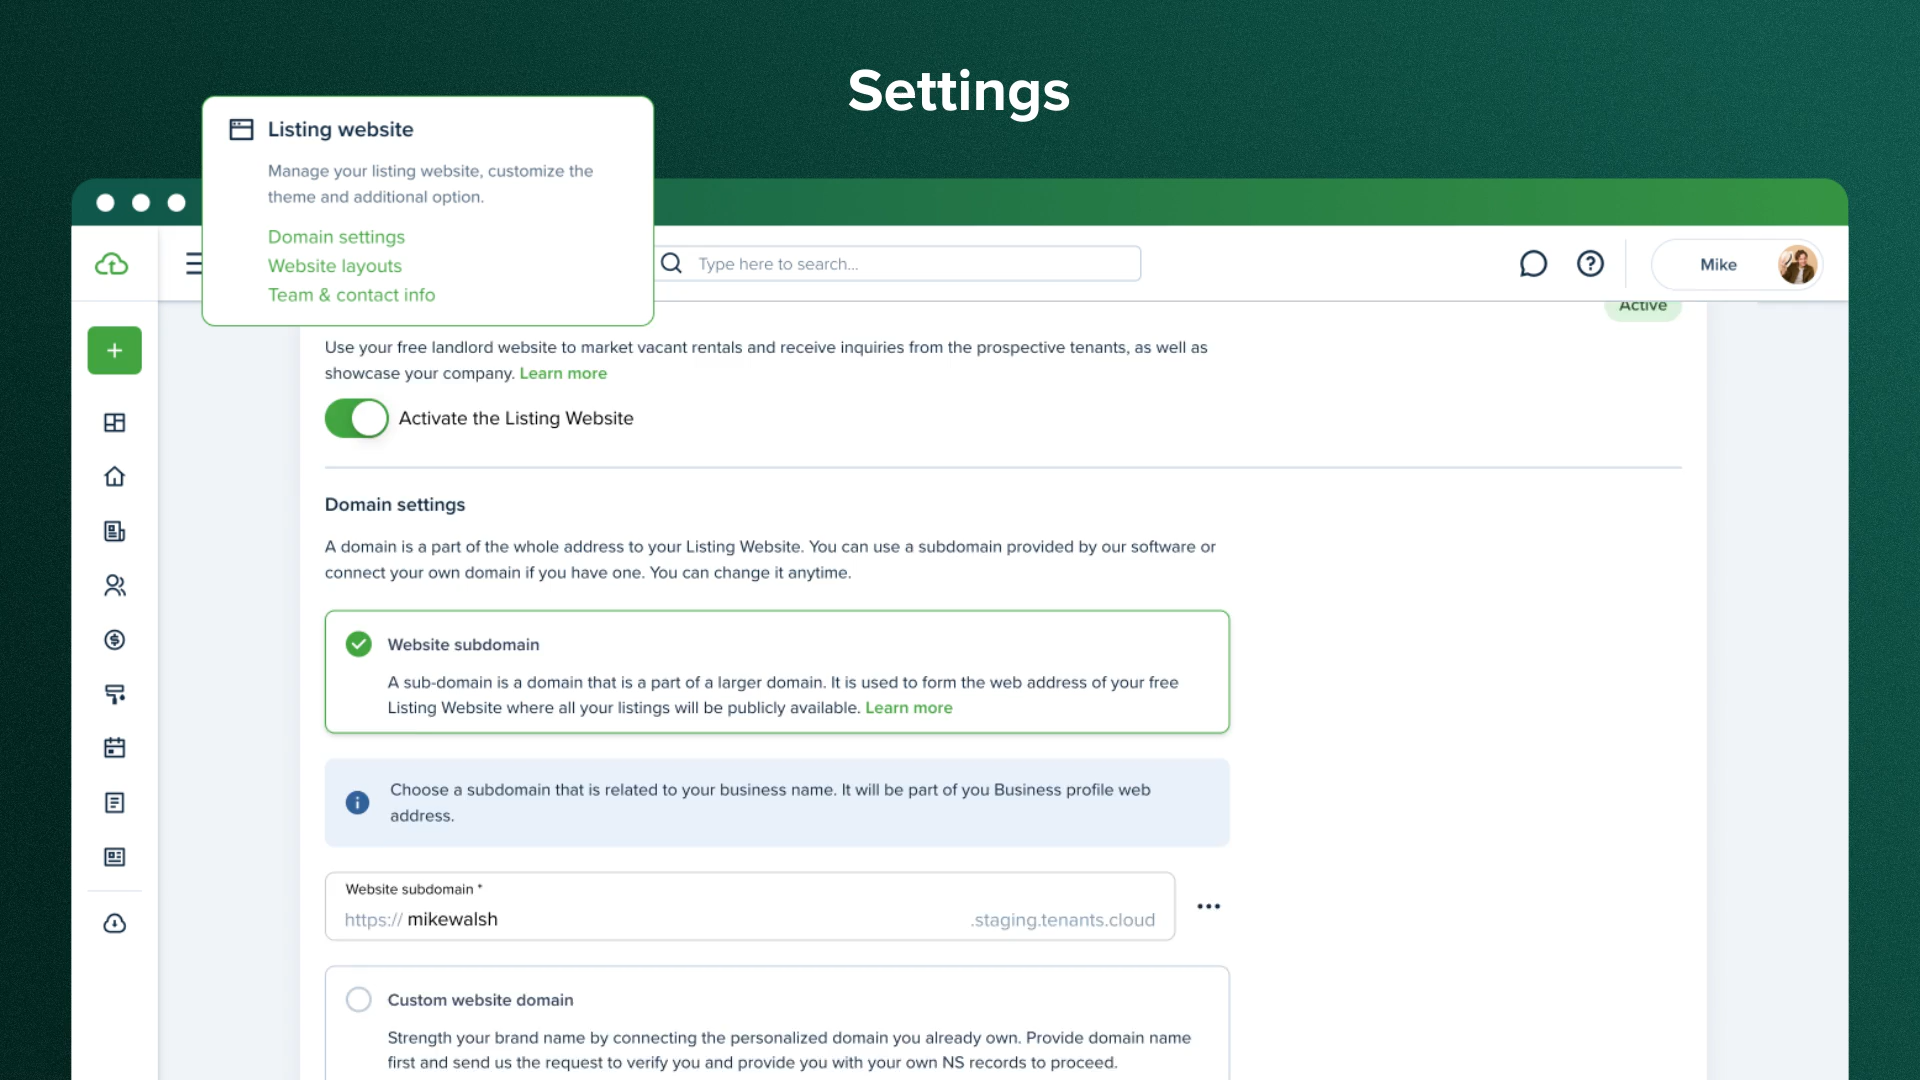 Settings
Listing website
Manage your listing website, customize the
theme and additional option.
Domain settings
Website layouts
Team & contact info
Type here to search...
Mike
Active
Use your free landlord website to market vacant rentals and receive inquiries from the prospective tenants, as well as
showcase your company. Learn more
Activate the Listing Website
Domain settings
A domain is a part of the whole address to your Listing Website. You can use a subdomain provided by our software or
connect your own domain if you have one. You can change it anytime.
Website subdomain
A sub-domain is a domain that is a part of a larger domain. It is used to form the web address of your free
Listing Website where all your listings will be publicly available. Learn more
Choose a subdomain that is related to your business name. It will be part of you Business profile web
address.
Website subdomain *
https:// mikewalsh .staging.tenants.cloud
Custom website domain
Strength your brand name by connecting the personalized domain you already own. Provide domain name
first and send us the request to verify you and provide you with your own NS records to proceed.